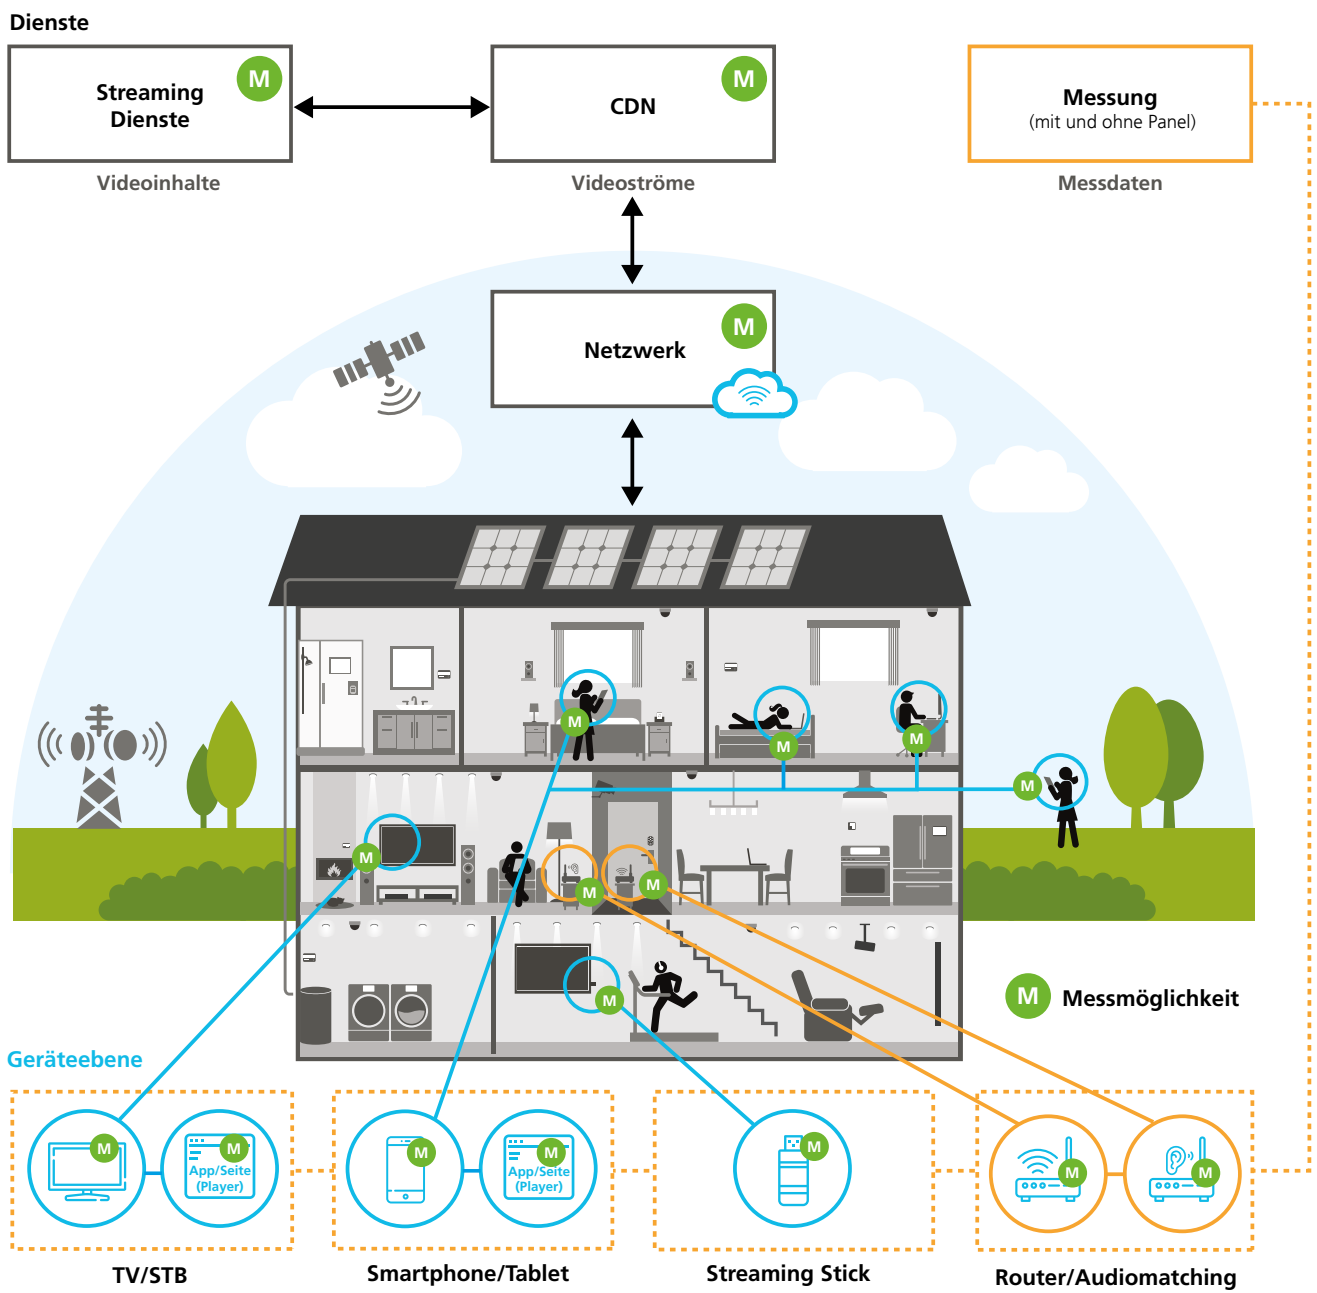 Dienste
Streaming
Dienste
M
CDN
M
Messung
(mit und ohne Panel)
Videoinhalte
Videoströme
Messdaten
Netzwerk
M
M
M
M
M
M
M
M
M
M
Messmöglichkeit
Geräteebene
M
M
App/Seite
(Player)
M
M
App/Seite
(Player)
M
M
M
TV/STB
Smartphone/Tablet
Streaming Stick
Router/Audiomatching